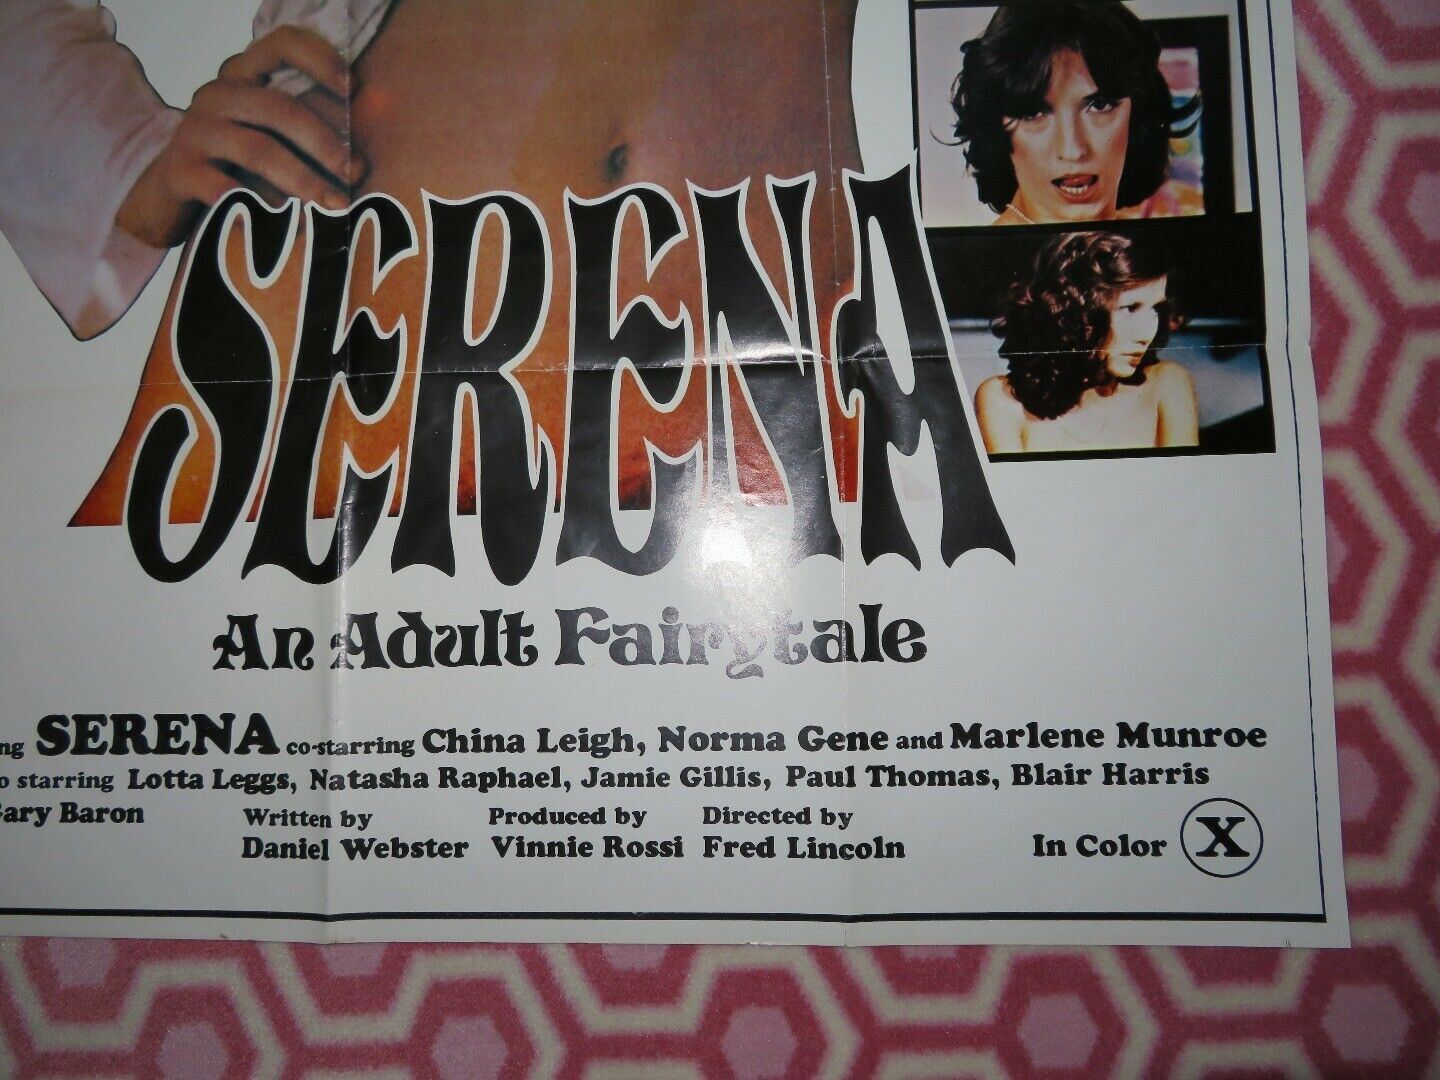 SERENA
An Adult Fairytale
SERENA co-starring China Leigh, Norma Gene and Marlene Munroe
starring Lotta Leggs, Natasha Raphael, Jamie Gillis, Paul Thomas, Blair Harris
Gary Baron
Written by Produced by Directed by
Daniel Webster Vinnie Rossi Fred Lincoln
In Color X